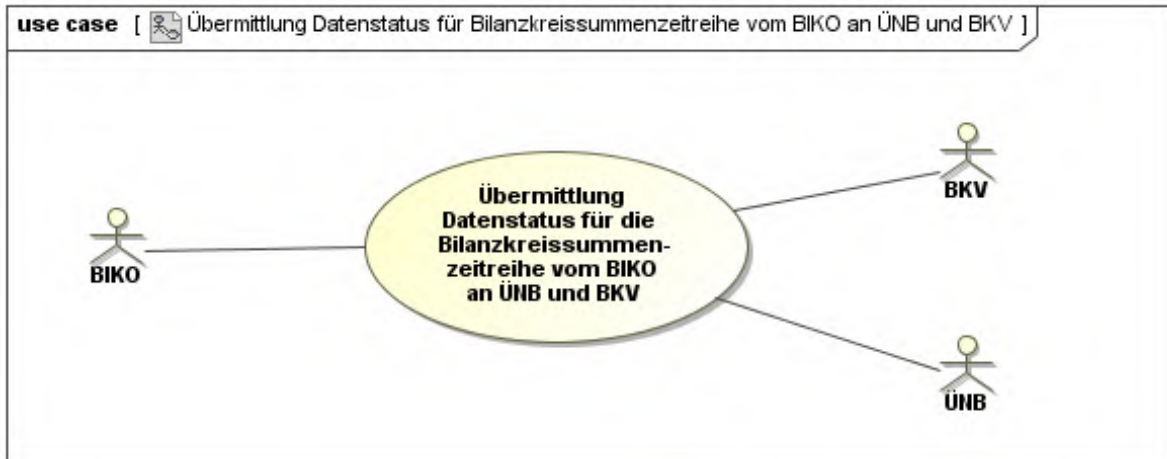 use case [ Übermittlung Datenstatus für Bilanzkreissummenzeitreihe vom BIKO an ÜNB und BKV ]
BKV
Übermittlung
Datenstatus für die
Bilanzkreissummen-
zeitreihe vom BIKO
an ÜNB und BKV
BIKO
ÜNB